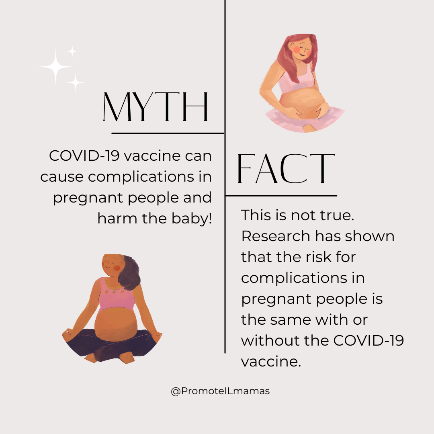 MYTH
COVID-19 vaccine can
cause complications in
pregnant people and
harm the baby!
FACT
This is not true.
Research has shown
that the risk for
complications in
pregnant people is
the same with or
without the COVID-19
vaccine.
@PromoteILmamas